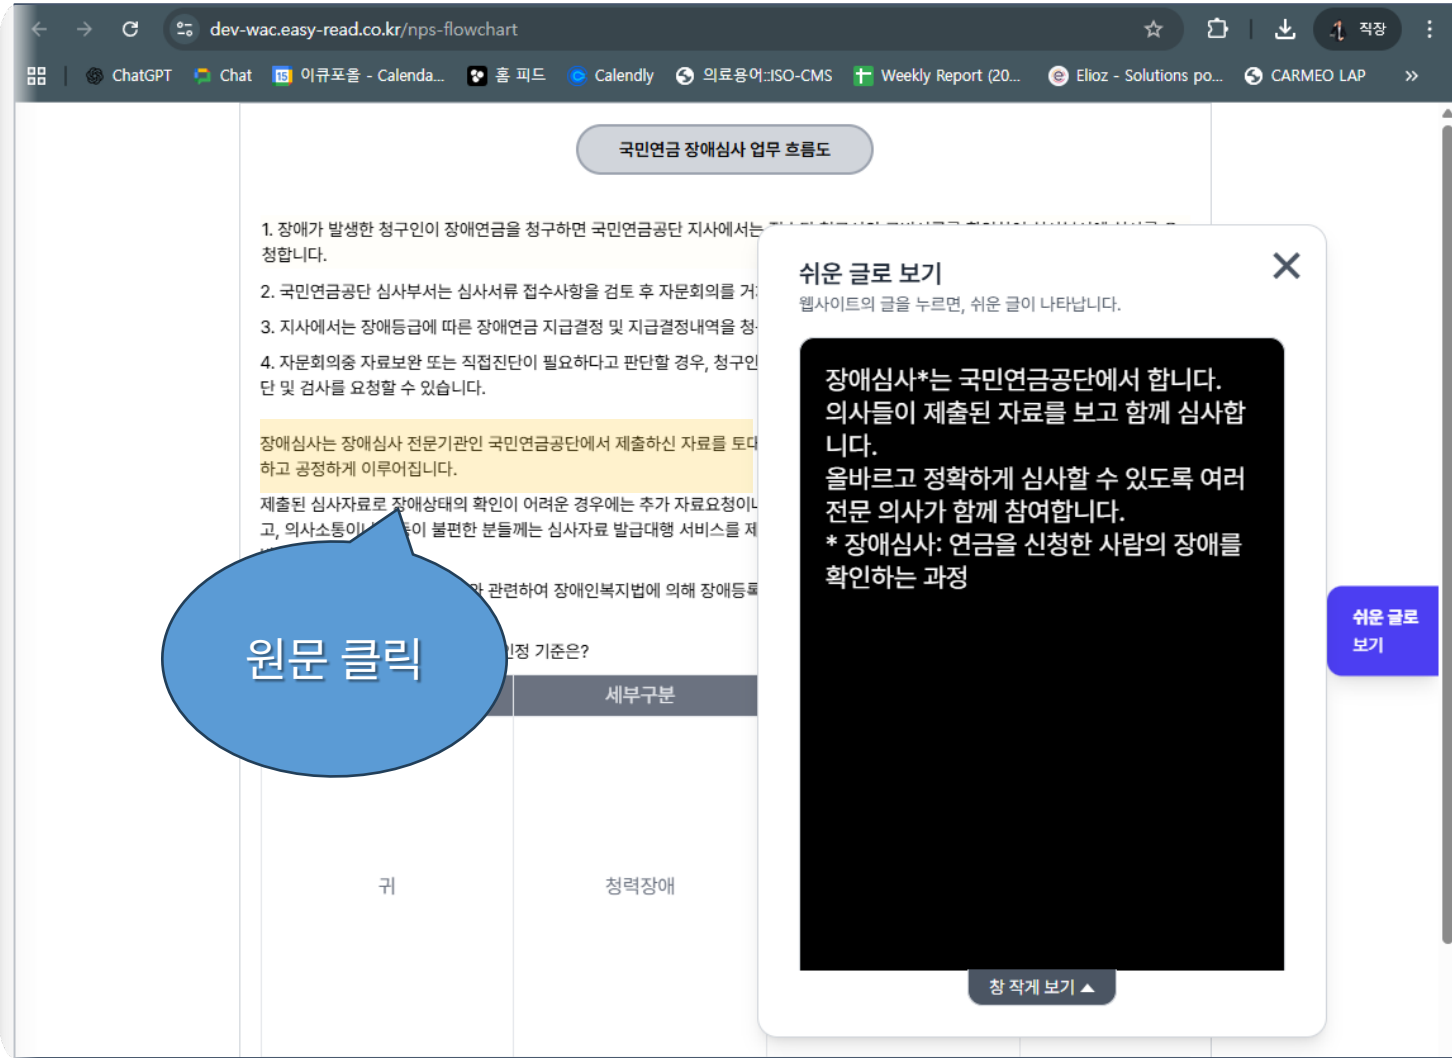 dev-wac.easy-read.co.kr/nps-flowchart
직장
ChatGPT
Chat
15
이큐포올 - Calenda...
홈 피드
Calendly
의료용어::ISO-CMS
Weekly Report (20...
Elioz - Solutions po...
CARMEO LAP
국민연금 장애심사 업무 흐름도
1. 장애가 발생한 청구인이 장애연금을 청구하면 국민연금공단 지사에서는
청합니다.
2. 국민연금공단 심사부서는 심사서류 접수사항을 검토 후 자문회의를 거
3. 지사에서는 장애등급에 따른 장애연금 지급결정 및 지급결정내역을 청
4. 자문회의중 자료보완 또는 직접진단이 필요하다고 판단할 경우, 청구인
단 및 검사를 요청할 수 있습니다.
장애심사는 장애심사 전문기관인 국민연금공단에서 제출하신 자료를 토대
하고 공정하게 이루어집니다.
제출된 심사자료로 장애상태의 확인이 어려운 경우에는 추가 자료요청이나
고, 의사소통이 불편한 분들께는 심사자료 발급대행 서비스를 제
관련하여 장애인복지법에 의해 장애등록
인정 기준은?
세부구분
귀
청력장애
원문 클릭
쉬운 글로 보기
웹사이트의 글을 누르면, 쉬운 글이 나타납니다.
장애심사*는 국민연금공단에서 합니다.
의사들이 제출된 자료를 보고 함께 심사합
니다.
올바르고 정확하게 심사할 수 있도록 여러
전문 의사가 함께 참여합니다.
* 장애심사: 연금을 신청한 사람의 장애를
확인하는 과정
창 작게 보기
쉬운 글로
보기